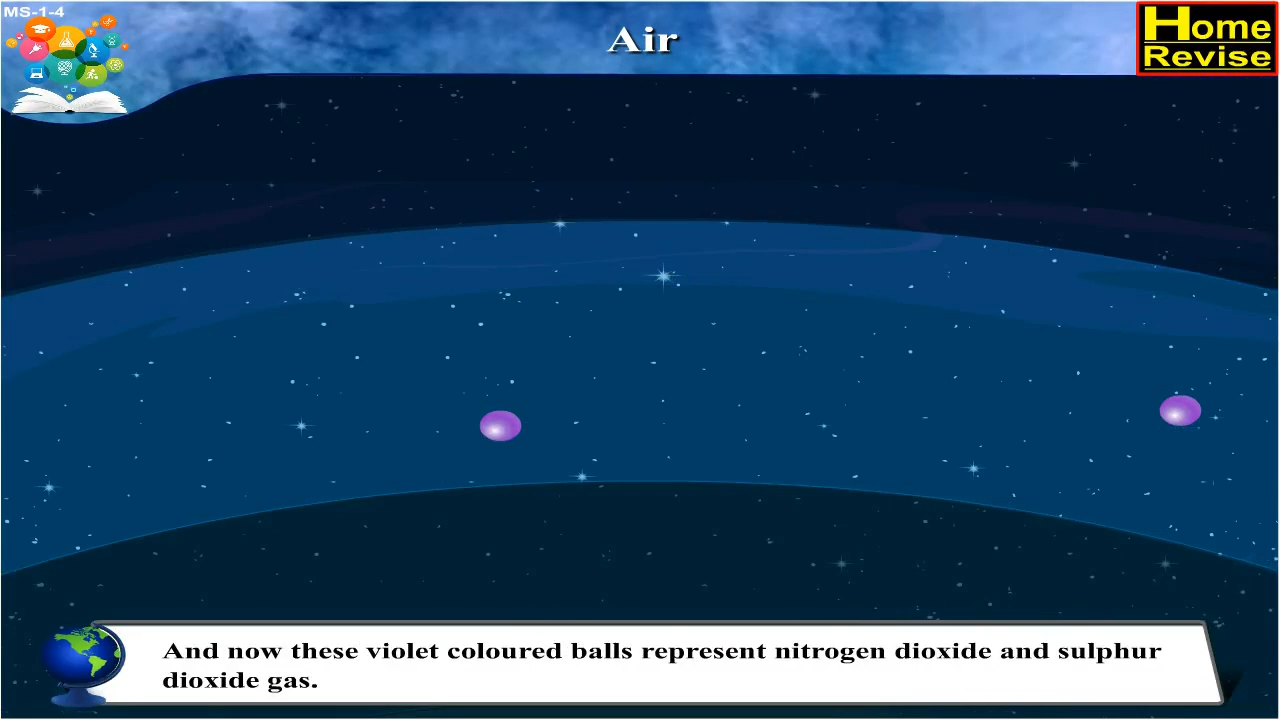 MS-1-4
Air
Home
Revise
And now these violet coloured balls represent nitrogen dioxide and sulphur
dioxide gas.